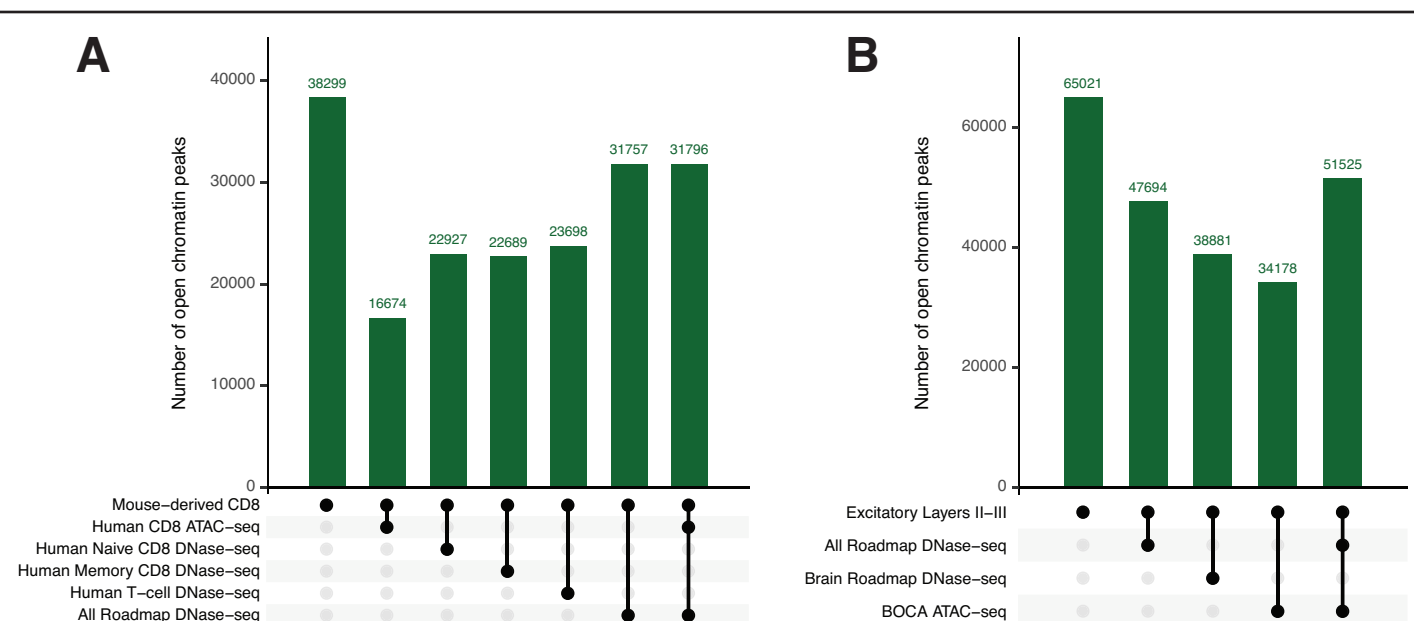 A
Number of open chromatin peaks
40000
30000
20000
10000
0
38299
16674
22927
22689
23698
31757
31796
Mouse−derived CD8
Human CD8 ATAC−seq
Human Naive CD8 DNase−seq
Human Memory CD8 DNase−seq
Human T−cell DNase−seq
All Roadmap DNase−seq
B
Number of open chromatin peaks
60000
40000
20000
0
65021
47694
38881
34178
51525
Excitatory Layers II−III
All Roadmap DNase−seq
Brain Roadmap DNase−seq
BOCA ATAC−seq